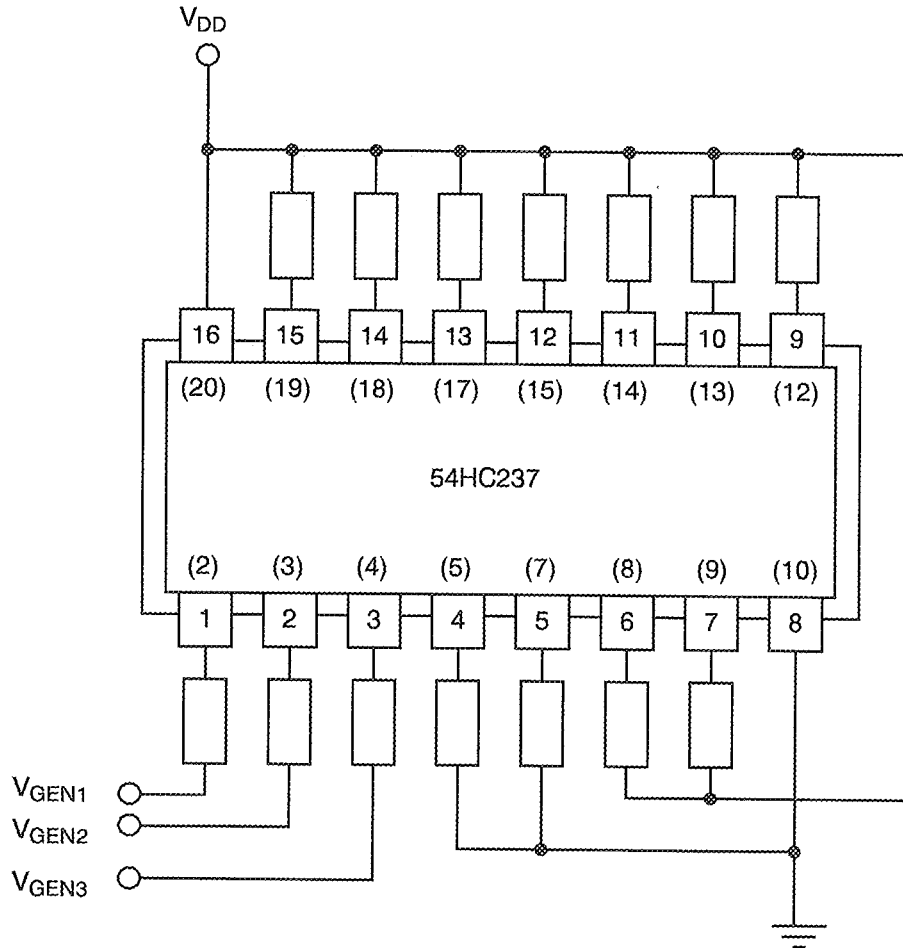 VDD
16 15 14 13 12 11 10 9
(20) (19) (18) (17) (15) (14) (13) (12)
54HC237
(2) (3) (4) (5) (7) (8) (9) (10)
1 2 3 4 5 6 7 8
VGEN1
VGEN2
VGEN3